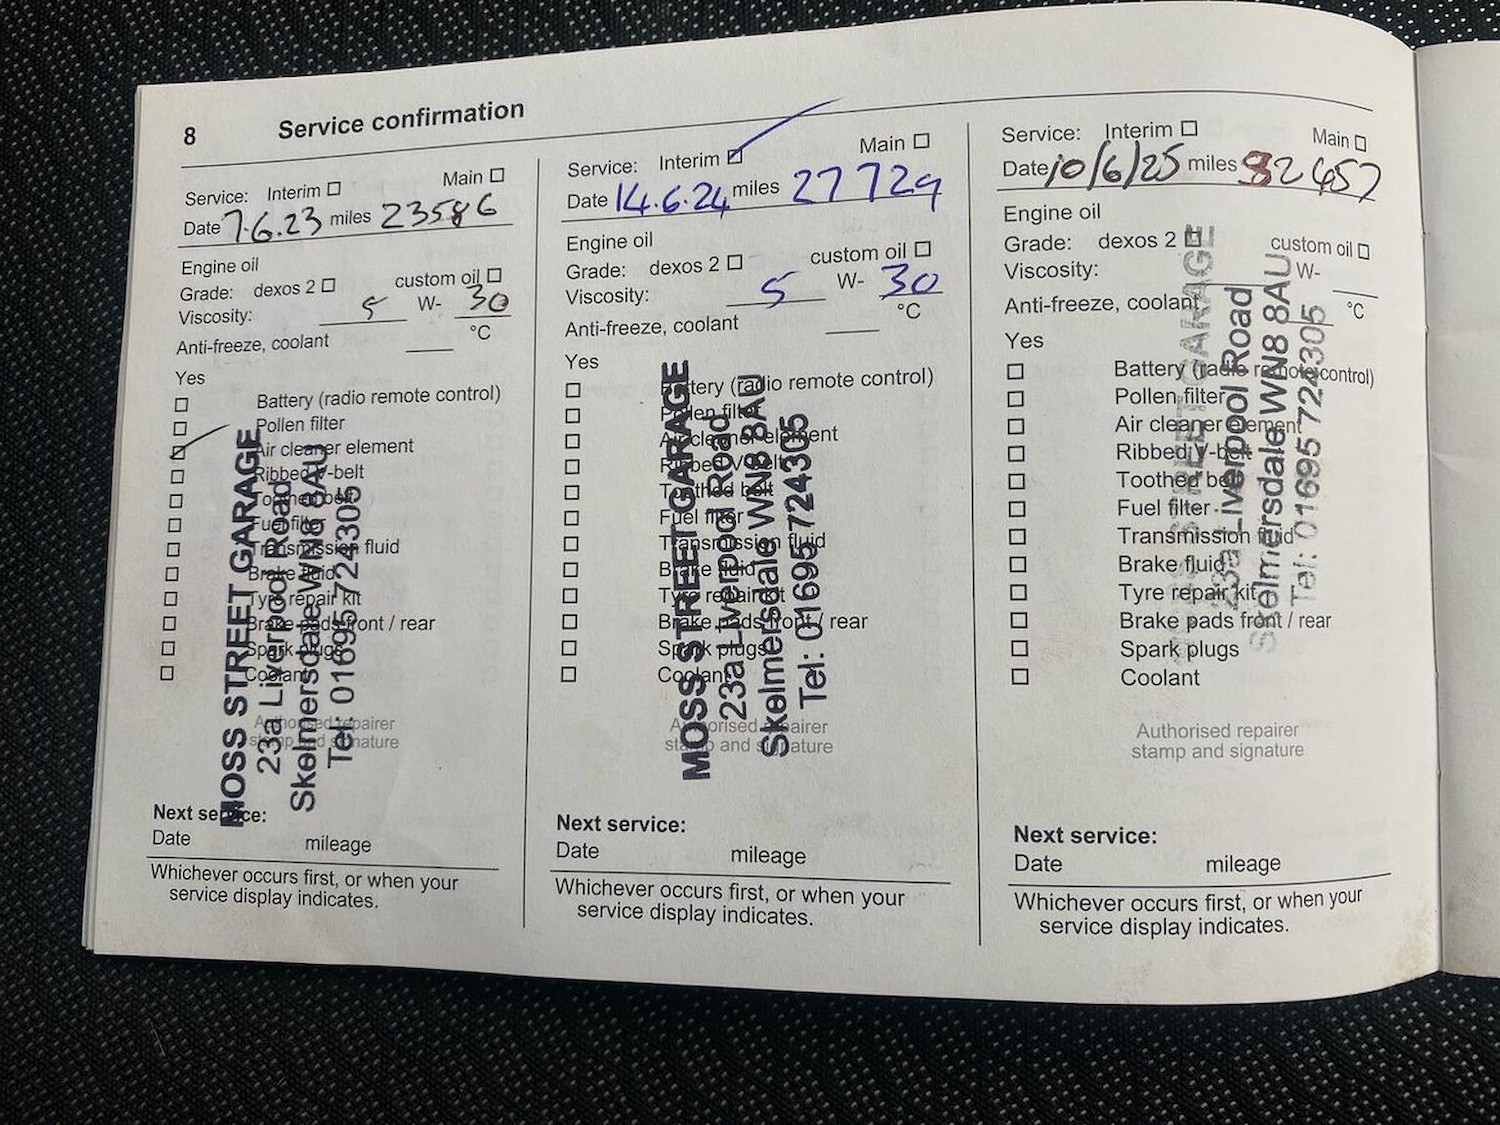 8 Service confirmation
Service: Interim Main
Date 7.6.23 miles 23586
Engine oil
Grade: dexos 2 custom oil
Viscosity: 5 W- 30
Anti-freeze, coolant °C
Yes
Battery (radio remote control)
Pollen filter
Air cleaner element
Ribbed V-belt
Toothed belt
Fuel filter
Transmission fluid
Brake fluid
Tyre repair kit
Brake pads front / rear
Spark plugs
Coolant
Authorised repairer
stamp and signature
MOSS STREET GARAGE
23a Liverpool Road
Skelmersdale WN8 8AU
Tel: 01695 724305
Next service:
Date mileage
Whichever occurs first, or when your
service display indicates.
Service: Interim Main
Date 14.6.24 miles 27729
Engine oil
Grade: dexos 2 custom oil
Viscosity: 5 W- 30
Anti-freeze, coolant °C
Yes
Battery (radio remote control)
Pollen filter
Air cleaner element
Ribbed V-belt
Toothed belt
Fuel filter
Transmission fluid
Brake fluid
Tyre repair kit
Brake pads front / rear
Spark plugs
Coolant
Authorised repairer
stamp and signature
MOSS STREET GARAGE
23a Liverpool Road
Skelmersdale WN8 8AU
Tel: 01695 724305
Next service:
Date mileage
Whichever occurs first, or when your
service display indicates.
Service: Interim Main
Date 10/6/25 miles 32657
Engine oil
Grade: dexos 2 custom oil
Viscosity: W-
Anti-freeze, coolant °C
Yes
Battery (radio remote control)
Pollen filter
Air cleaner element
Ribbed V-belt
Toothed belt
Fuel filter
Transmission fluid
Brake fluid
Tyre repair kit
Brake pads front / rear
Spark plugs
Coolant
MOSS STREET GARAGE
23a Liverpool Road
Skelmersdale WN8 8AU
Tel: 01695 724305
Authorised repairer
stamp and signature
Next service:
Date mileage
Whichever occurs first, or when your
service display indicates.